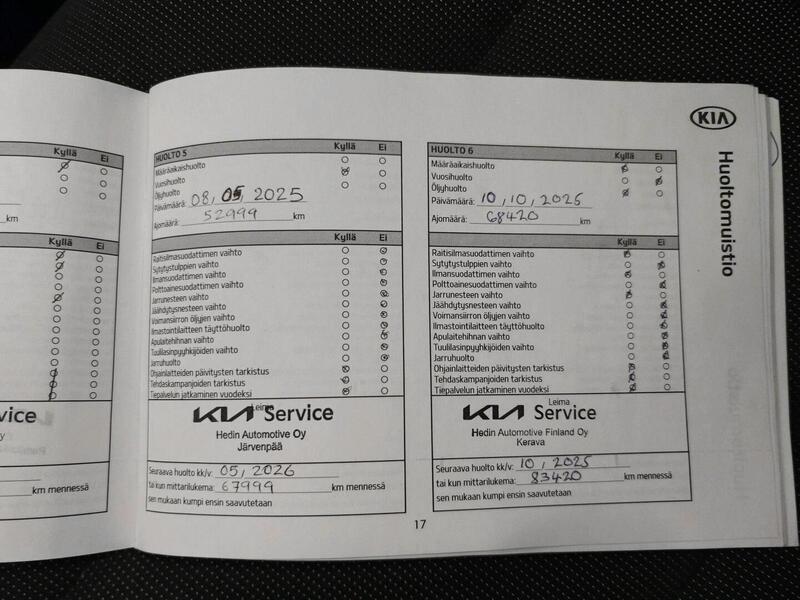 KIA
Huoltomuistio
Kyllä Ei
km
Kyllä Ei
Service
y
km mennessä
HUOLTO 5 Kyllä Ei
Määräaikaishuolto
Vuosihuolto
Öljyhuolto
Päivämäärä: 08, 05, 2025
Ajomäärä: 52999 km
Kyllä Ei
Raitisilmasuodattimen vaihto
Sytytystulppien vaihto
Ilmansuodattimen vaihto
Polttoainesuodattimen vaihto
Jarrunesteen vaihto
Jäähdytysnesteen vaihto
Voimansiirron öljyjen vaihto
Ilmastointilaitteen täyttöhuolto
Apulaitehihnan vaihto
Tuulilasinpyyhkijöiden vaihto
Jarruhuolto
Ohjainlaitteiden päivitysten tarkistus
Tehdaskampanjoiden tarkistus
Tiepalvelun jatkaminen vuodeksi
Leima
KIA Service
Hedin Automotive Oy
Järvenpää
Seuraava huolto kk/v: 05, 2026
tai kun mittarilukema: 67999 km mennessä
sen mukaan kumpi ensin saavutetaan
HUOLTO 6 Kyllä Ei
Määräaikaishuolto
Vuosihuolto
Öljyhuolto
Päivämäärä: 10, 10, 2025
Ajomäärä: 68420 km
Kyllä Ei
Raitisilmasuodattimen vaihto
Sytytystulppien vaihto
Ilmansuodattimen vaihto
Polttoainesuodattimen vaihto
Jarrunesteen vaihto
Jäähdytysnesteen vaihto
Voimansiirron öljyjen vaihto
Ilmastointilaitteen täyttöhuolto
Apulaitehihnan vaihto
Tuulilasinpyyhkijöiden vaihto
Jarruhuolto
Ohjainlaitteiden päivitysten tarkistus
Tehdaskampanjoiden tarkistus
Tiepalvelun jatkaminen vuodeksi
Leima
KIA Service
Hedin Automotive Finland Oy
Kerava
Seuraava huolto kk/v: 10, 2025
tai kun mittarilukema: 83420 km mennessä
sen mukaan kumpi ensin saavutetaan
17